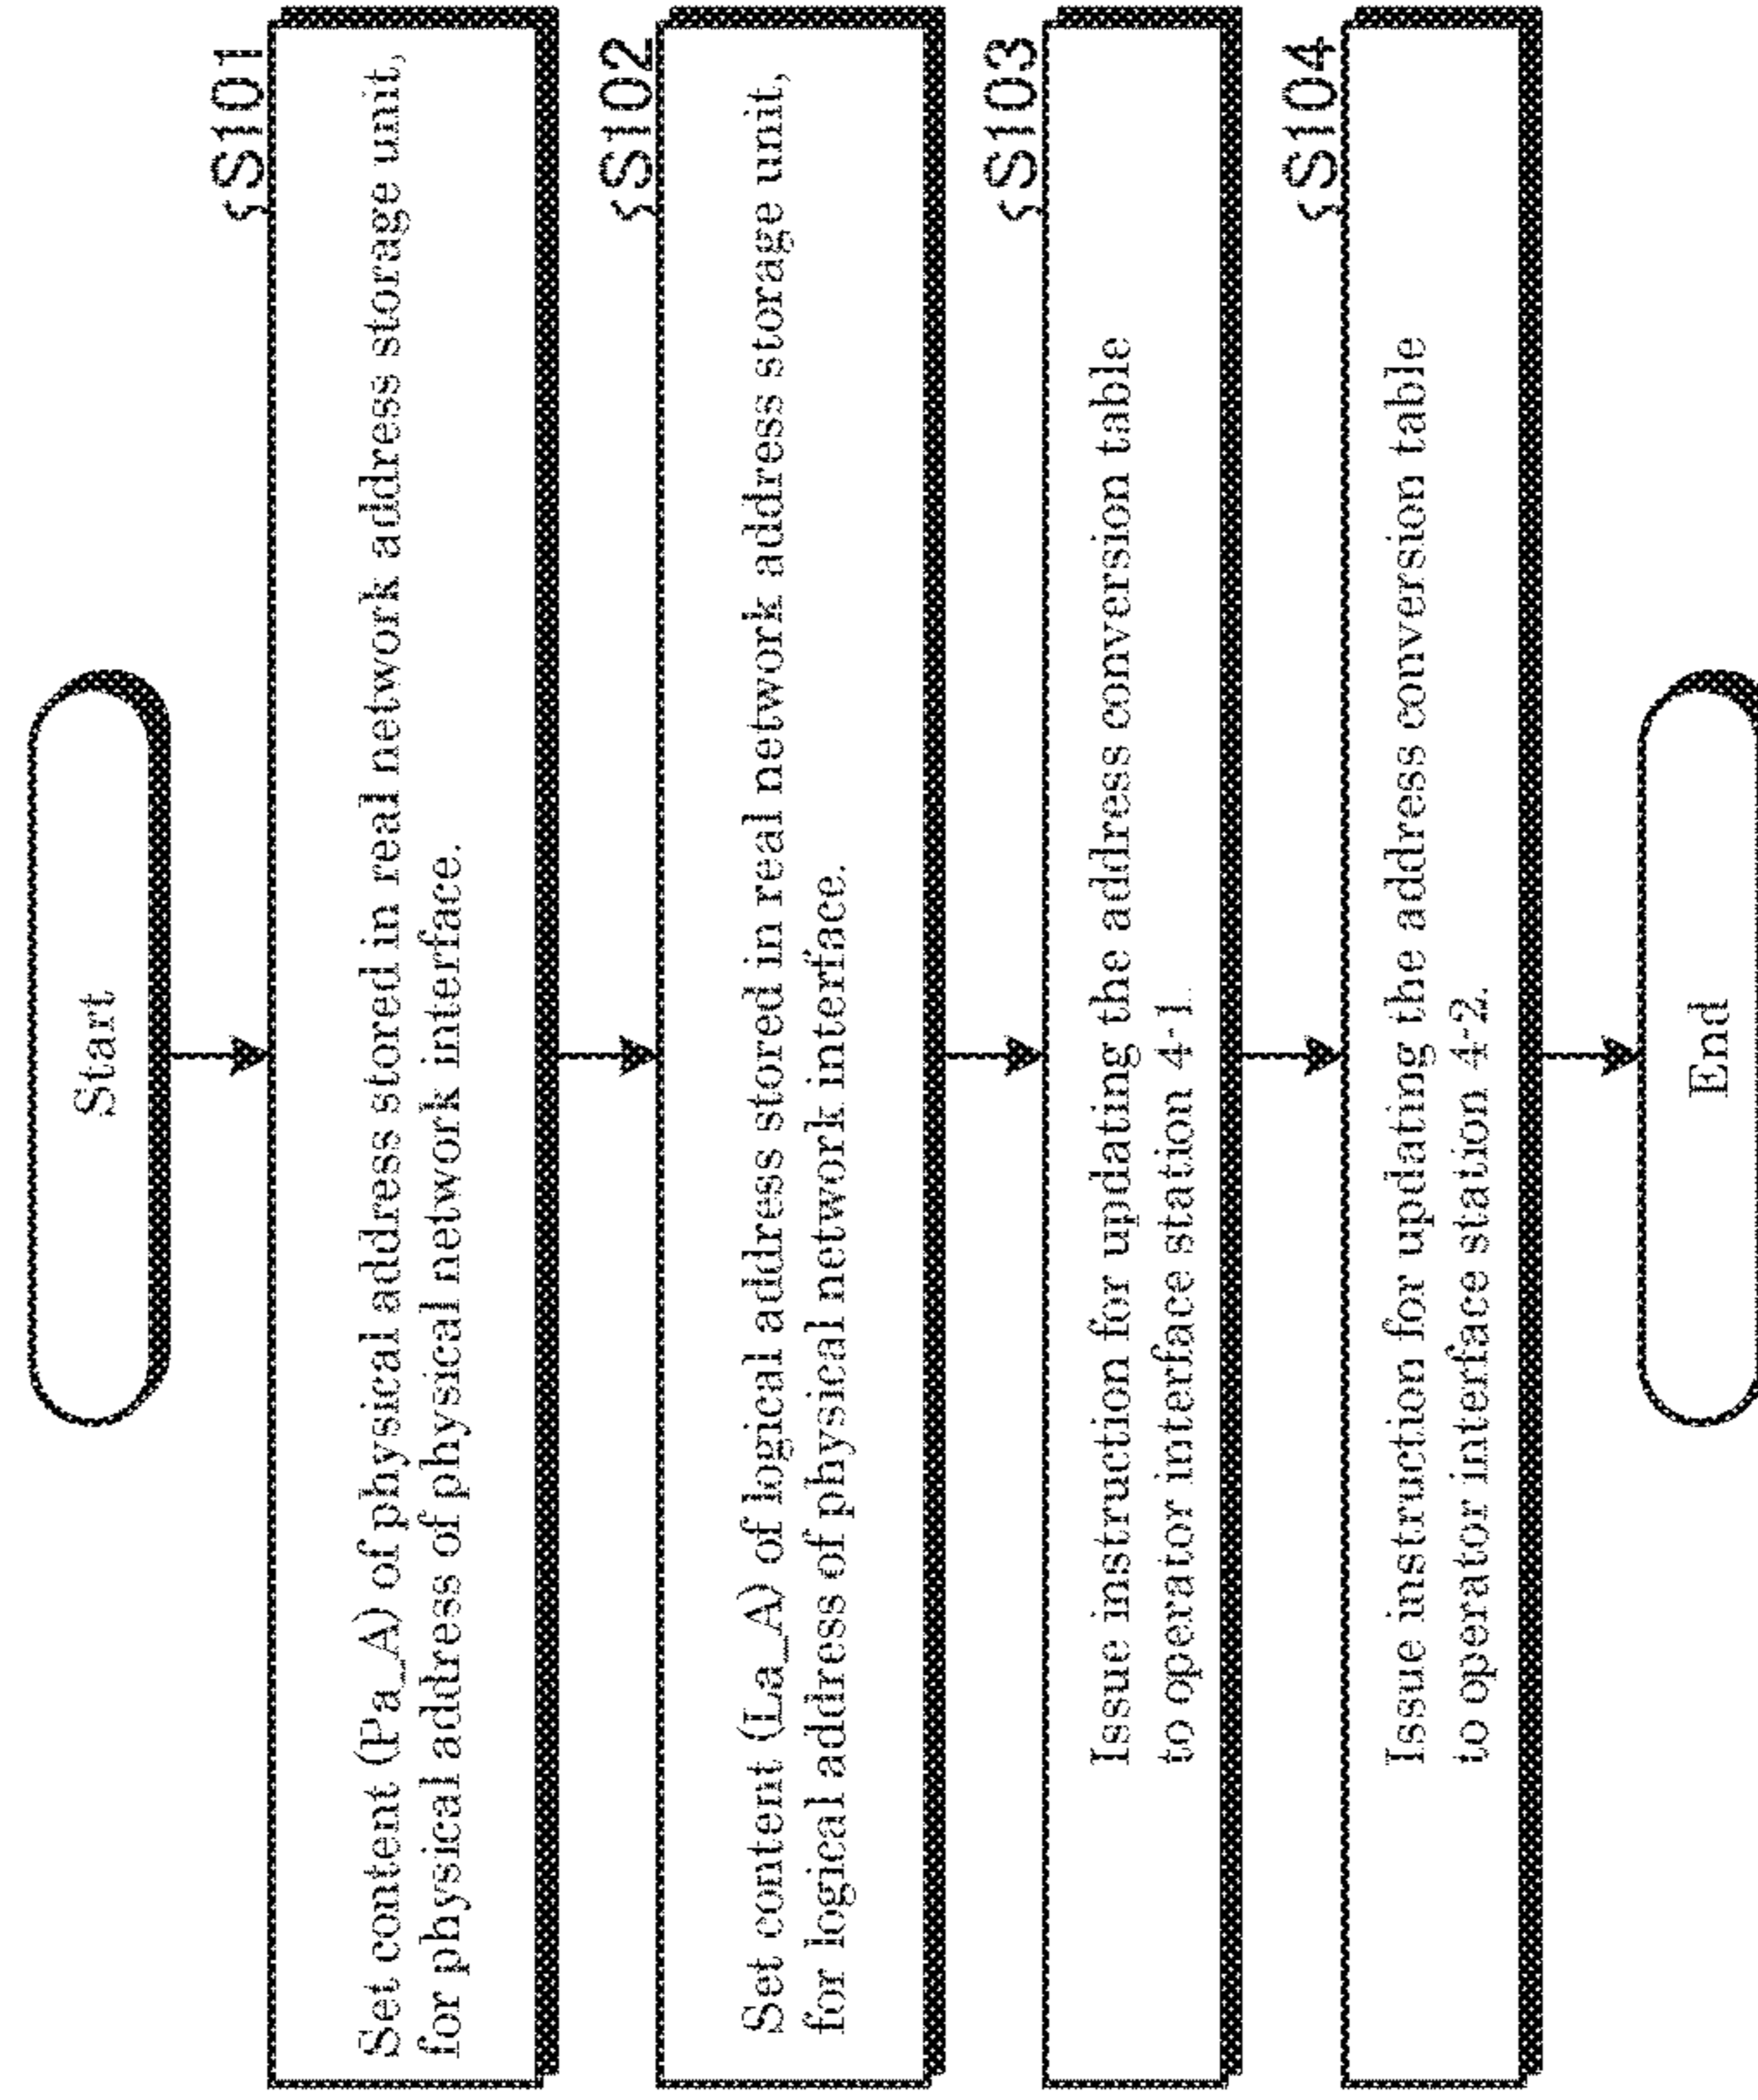 Start
S101
Set content (Pa_A) of physical address stored in real network address storage unit,
for physical address of physical network interface.
S102
Set content (La_A) of logical address stored in real network address storage unit,
for logical address of physical network interface.
S103
Issue instruction for updating the address conversion table
to operator interface station 4-1.
S104
Issue instruction for updating the address conversion table
to operator interface station 4-2.
End